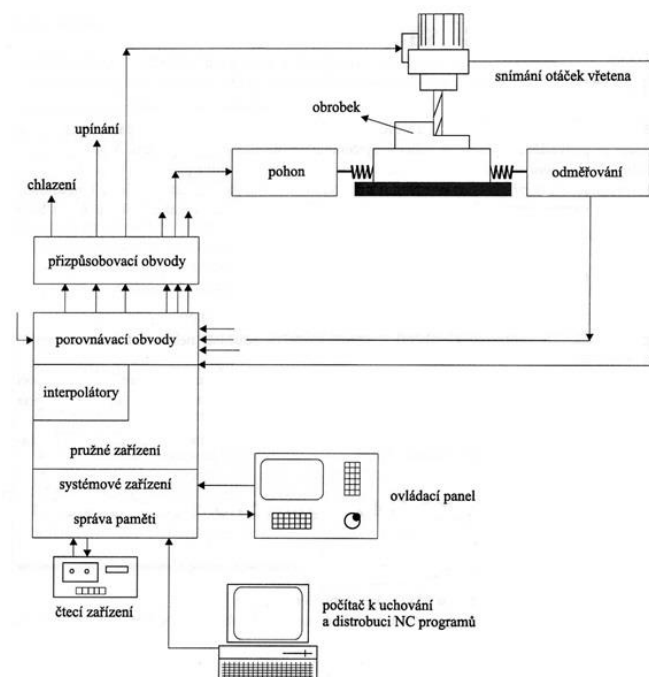 snímání otáček vřetena
obrobek
upínání
pohon
odměřování
chlazení
přizpůsobovací obvody
porovnávací obvody
interpolátory
pružné zařízení
systémové zařízení
správa paměti
ovládací panel
čtecí zařízení
počítač k uchování
a distribuci NC programů